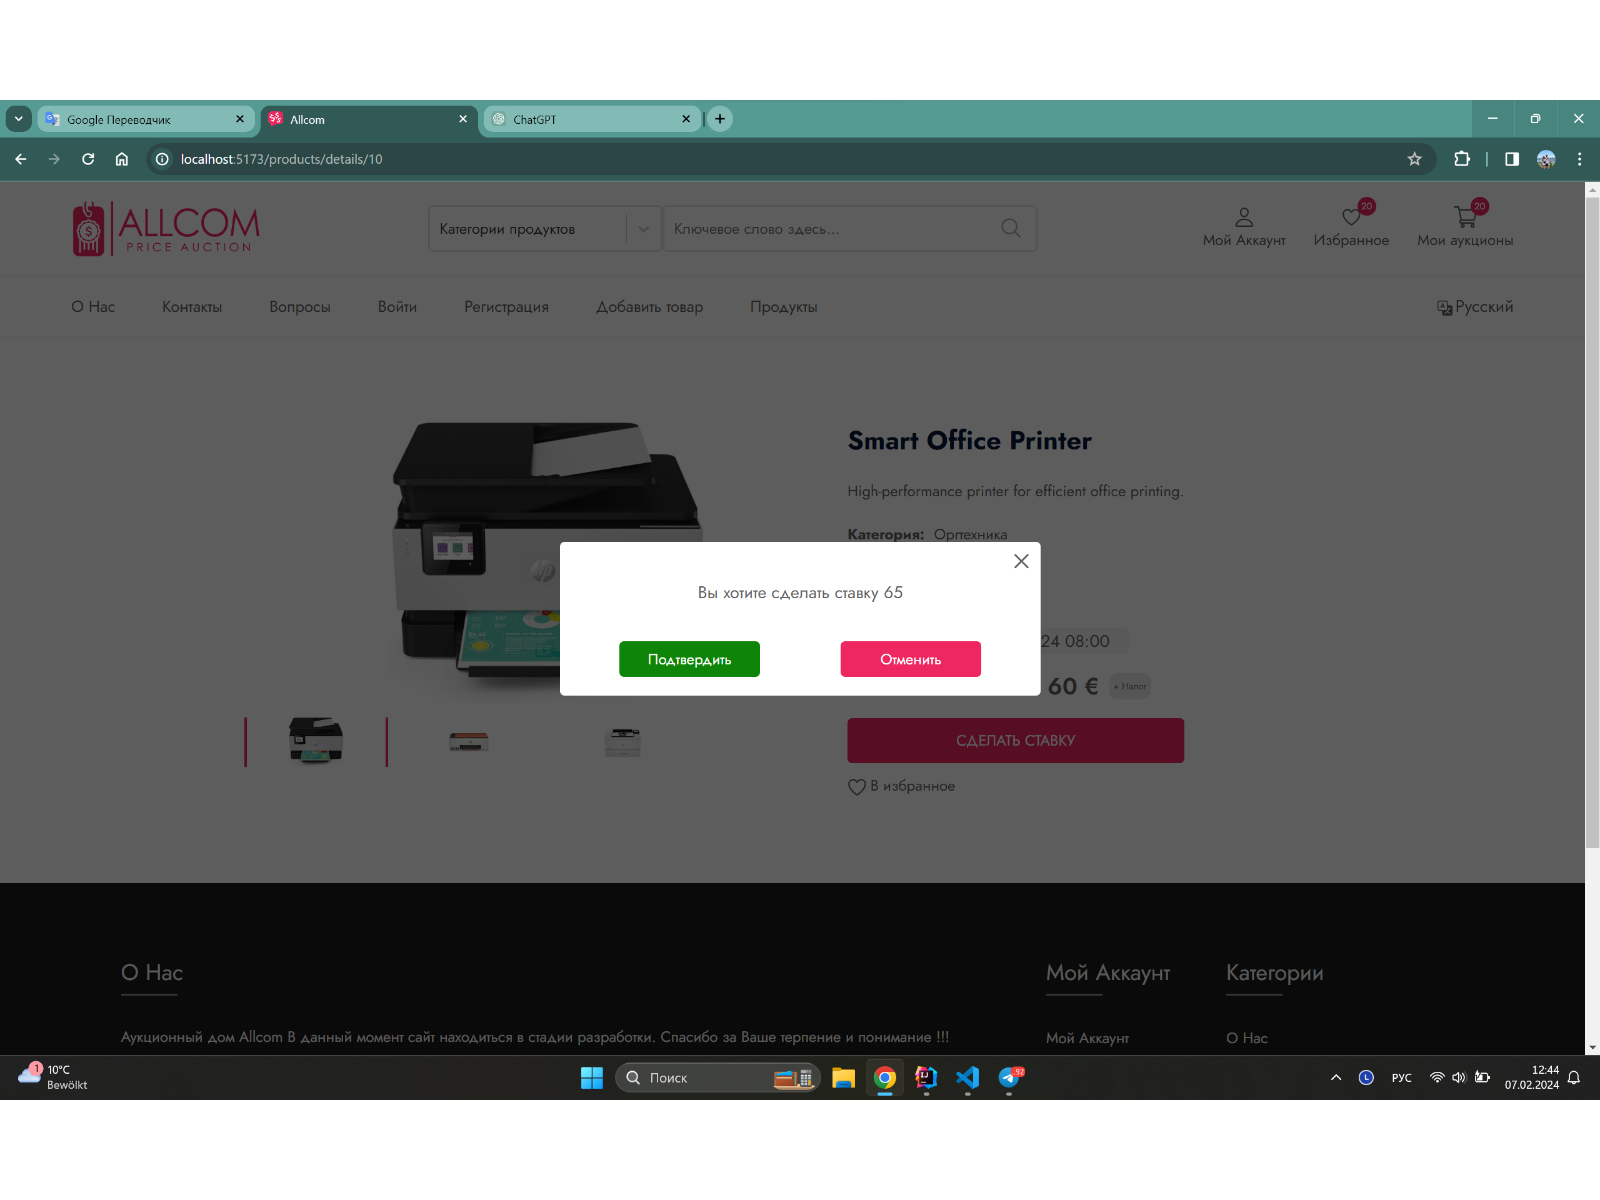 Google Переводчик
Allcom
ChatGPT
localhost:5173/products/details/10
ALLCOM
PRICE AUCTION
Категории продуктов
Ключевое слово здесь...
Мой Аккаунт
20
Избранное
20
Мои аукционы
О Нас
Контакты
Вопросы
Войти
Регистрация
Добавить товар
Продукты
Русский
Smart Office Printer
High-performance printer for efficient office printing.
Категория: Оргтехника
Вы хотите сделать ставку 65
Подтвердить
Отменить
24 08:00
60 €
+ Налог
СДЕЛАТЬ СТАВКУ
В избранное
О Нас
Мой Аккаунт
Категории
Аукционный дом Allcom В данный момент сайт находиться в стадии разработки. Спасибо за Ваше терпение и понимание !!!
Мой Аккаунт
О Нас
1
10°C
Bewölkt
Поиск
92
РУС
12:44
07.02.2024